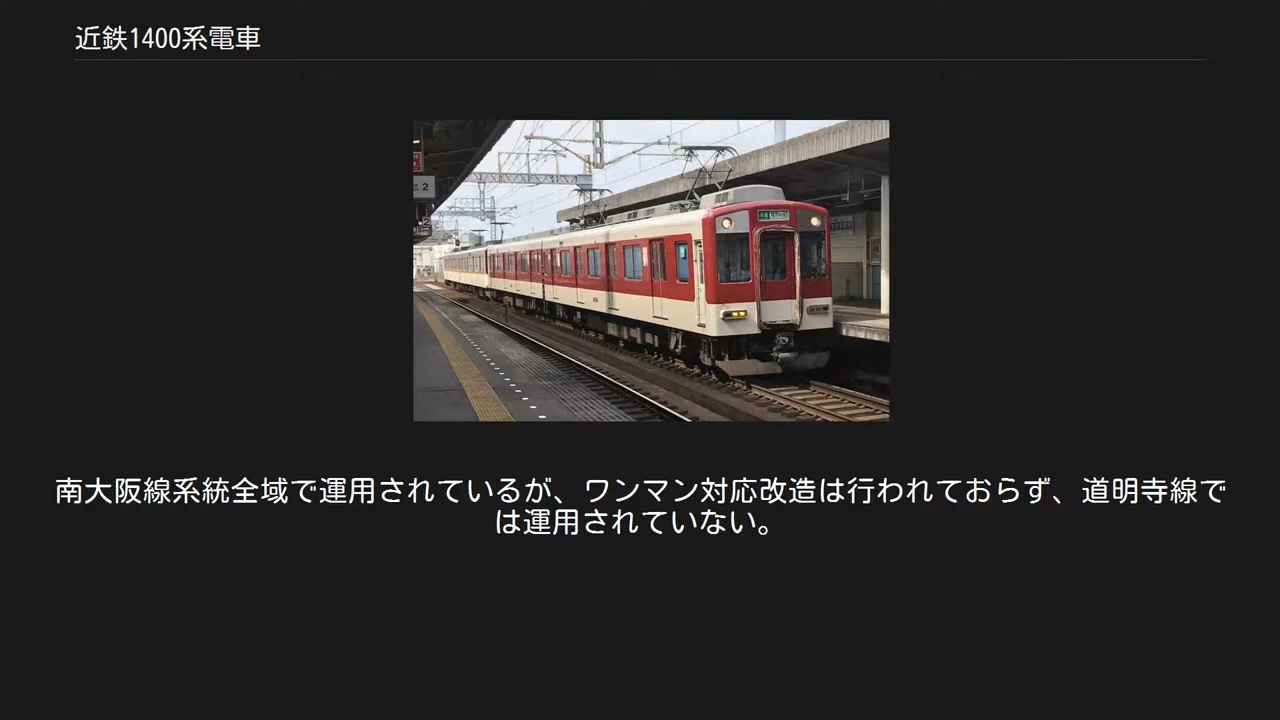 近鉄1400系電車
2
南大阪線系統全域で運用されているが、ワンマン対応改造は行われておらず、道明寺線で
は運用されていない。